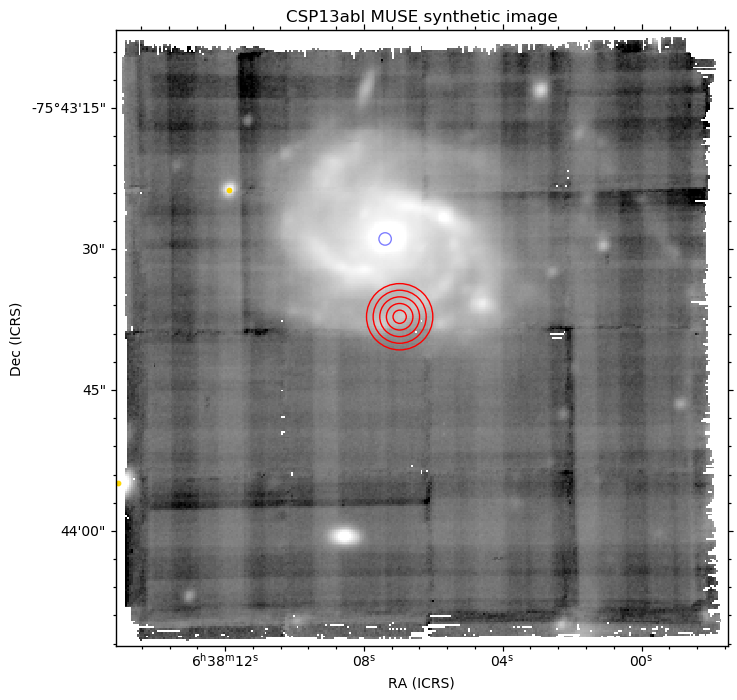 CSP13abl MUSE synthetic image
-75°43'15"
30"
45"
44'00"
Dec (ICRS)
6ʰ38ᵐ12ˢ
08ˢ
04ˢ
00ˢ
RA (ICRS)